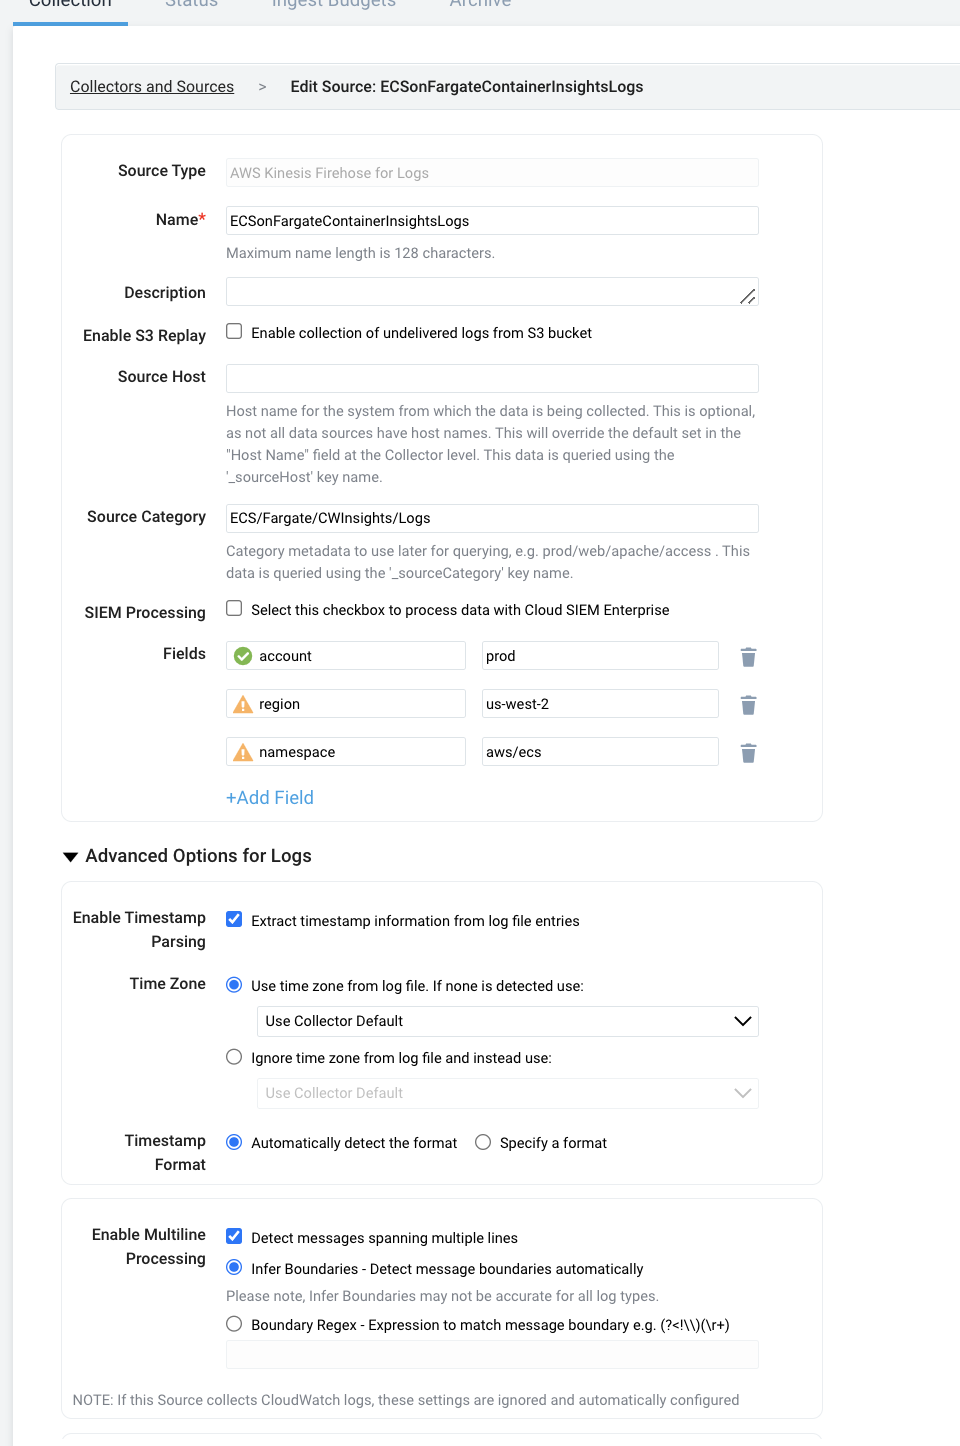 Collection Status Ingest Budgets Archive
Collectors and Sources > Edit Source: ECSonFargateContainerInsightsLogs
Source Type AWS Kinesis Firehose for Logs
Name* ECSonFargateContainerInsightsLogs
Maximum name length is 128 characters.
Description
Enable S3 Replay Enable collection of undelivered logs from S3 bucket
Source Host
Host name for the system from which the data is being collected. This is optional,
as not all data sources have host names. This will override the default set in the
"Host Name" field at the Collector level. This data is queried using the
'_sourceHost' key name.
Source Category ECS/Fargate/CWInsights/Logs
Category metadata to use later for querying, e.g. prod/web/apache/access . This
data is queried using the '_sourceCategory' key name.
SIEM Processing Select this checkbox to process data with Cloud SIEM Enterprise
Fields account prod
region us-west-2
namespace aws/ecs
+Add Field
Advanced Options for Logs
Enable Timestamp
Parsing
Extract timestamp information from log file entries
Time Zone Use time zone from log file. If none is detected use:
Use Collector Default
Ignore time zone from log file and instead use:
Use Collector Default
Timestamp
Format
Automatically detect the format Specify a format
Enable Multiline
Processing
Detect messages spanning multiple lines
Infer Boundaries - Detect message boundaries automatically
Please note, Infer Boundaries may not be accurate for all log types.
Boundary Regex - Expression to match message boundary e.g. (?<!\\)(\r+)
NOTE: If this Source collects CloudWatch logs, these settings are ignored and automatically configured